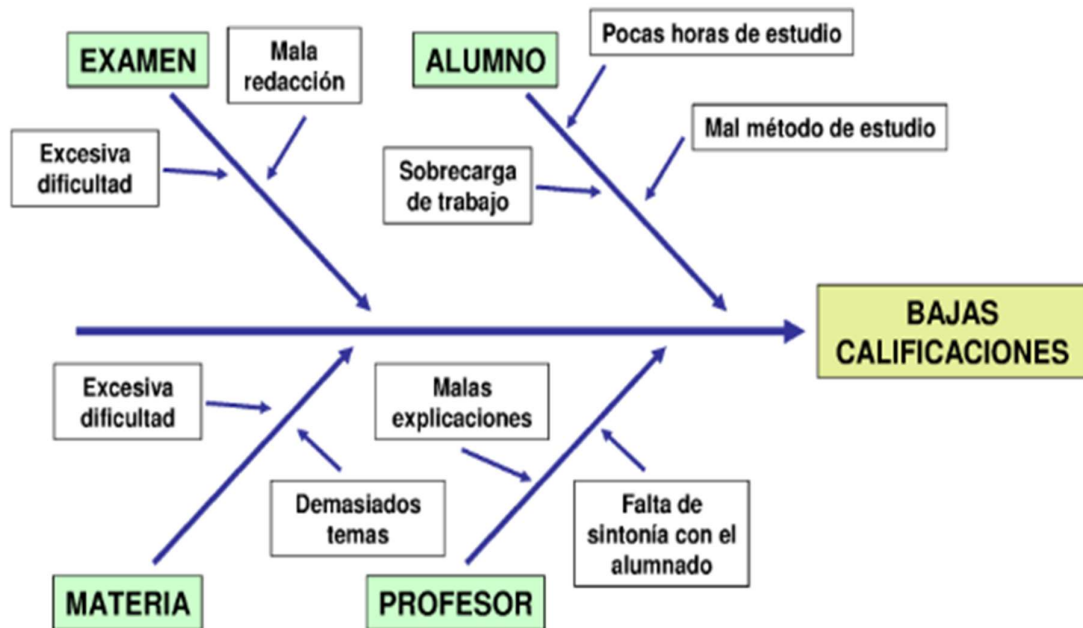 EXAMEN
Mala
redacción
Excesiva
dificultad
ALUMNO
Pocas horas de estudio
Mal método de estudio
Sobrecarga
de trabajo
BAJAS
CALIFICACIONES
Excesiva
dificultad
Demasiados
temas
MATERIA
Malas
explicaciones
Falta de
sintonía con el
alumnado
PROFESOR